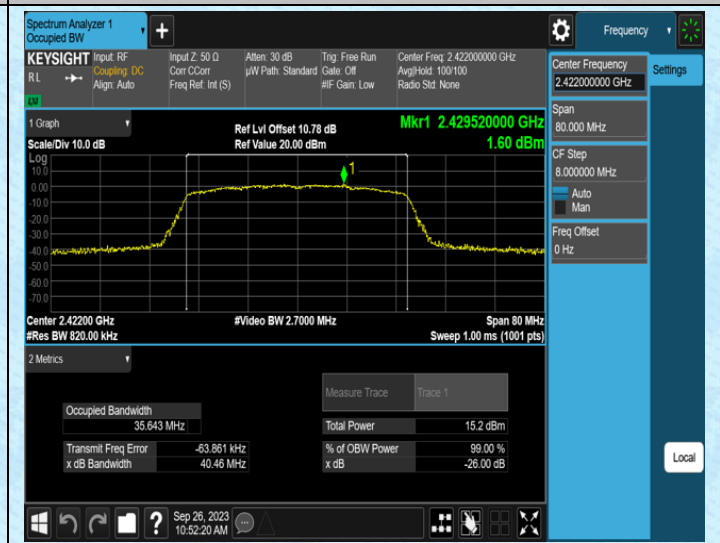 Spectrum Analyzer 1
Occupied BW
Frequency
KEYSIGHT
RL
LXI
Input: RF
Coupling: DC
Align: Auto
Input Z: 50 Ω
Corr CCorr
Freq Ref: Int (S)
Atten: 30 dB
µW Path: Standard
Trig: Free Run
Gate: Off
#IF Gain: Low
Center Freq: 2.422000000 GHz
Avg|Hold: 100/100
Radio Std: None
Center Frequency
2.422000000 GHz
Settings
Span
80.000 MHz
CF Step
8.000000 MHz
Auto
Man
Freq Offset
0 Hz
Local
1 Graph
Scale/Div 10.0 dB
Ref Lvl Offset 10.78 dB
Ref Value 20.00 dBm
Mkr1 2.429520000 GHz
1.60 dBm
Log
10.0
0.00
-10.0
-20.0
-30.0
-40.0
-50.0
-60.0
-70.0
1
Center 2.42200 GHz
#Res BW 820.00 kHz
#Video BW 2.7000 MHz
Span 80 MHz
Sweep 1.00 ms (1001 pts)
2 Metrics
Measure Trace
Trace 1
Occupied Bandwidth
35.643 MHz
Total Power
15.2 dBm
Transmit Freq Error
-63.861 kHz
% of OBW Power
99.00 %
x dB Bandwidth
40.46 MHz
x dB
-26.00 dB
Sep 26, 2023
10:52:20 AM